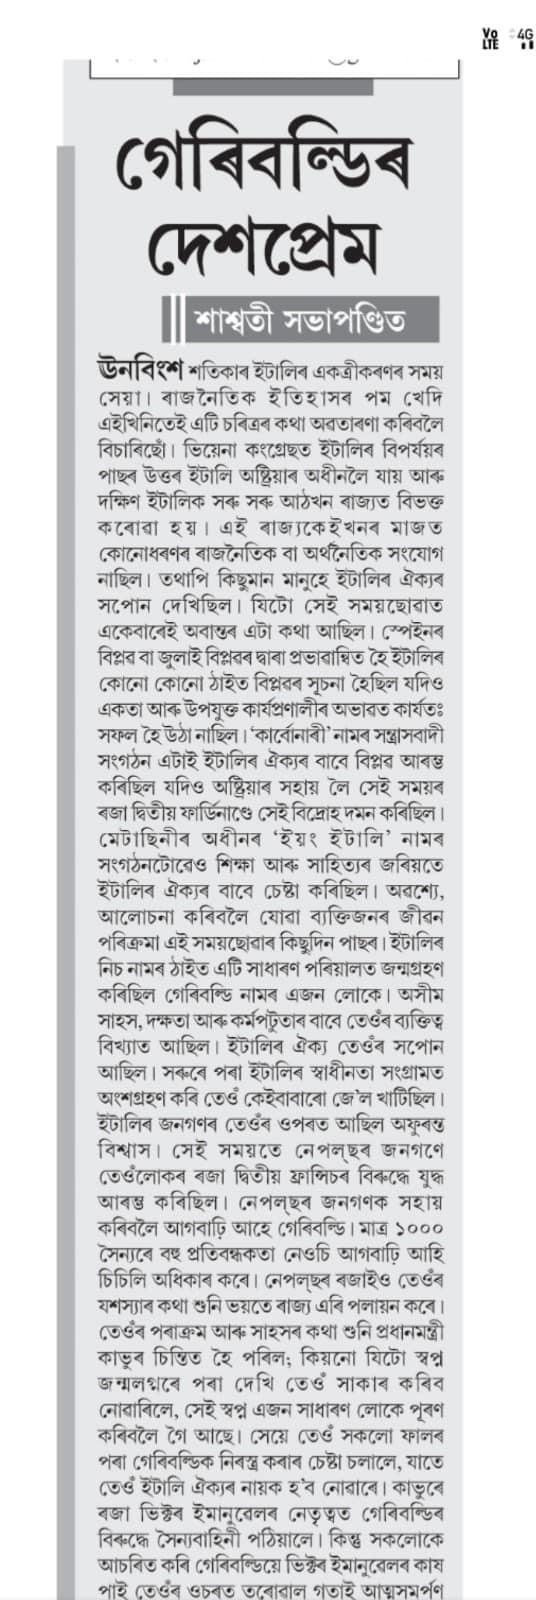 Vo
LTE
4G
গেৰিবল্ডিৰ
দেশপ্ৰেম
শাশ্বতী সভাপণ্ডিত
ঊনবিংশ শতিকাৰ ইটালিৰ একত্ৰীকৰণৰ সময়
সেয়া। ৰাজনৈতিক ইতিহাসৰ পম খেদি
এইখিনিতেই এটি চৰিত্ৰৰ কথা অৱতাৰণা কৰিবলৈ
বিচাৰিছোঁ। ভিয়েনা কংগ্ৰেছত ইটালিৰ বিপৰ্যয়ৰ
পাছৰ উত্তৰ ইটালি অষ্ট্ৰিয়াৰ অধীনলৈ যায় আৰু
দক্ষিণ ইটালিক সৰু সৰু আঠখন ৰাজ্যত বিভক্ত
কৰোৱা হয়। এই ৰাজ্যকেইখনৰ মাজত
কোনোধৰণৰ ৰাজনৈতিক বা অৰ্থনৈতিক সংযোগ
নাছিল। তথাপি কিছুমান মানুহে ইটালিৰ ঐক্যৰ
সপোন দেখিছিল। যিটো সেই সময়ছোৱাত
একেবাৰেই অবান্তৰ এটা কথা আছিল। স্পেইনৰ
বিপ্লৱ বা জুলাই বিপ্লৱৰ দ্বাৰা প্ৰভাৱান্বিত হৈ ইটালিৰ
কোনো কোনো ঠাইত বিপ্লৱৰ সূচনা হৈছিল যদিও
একতা আৰু উপযুক্ত কাৰ্যপ্ৰণালীৰ অভাৱত কাৰ্যতঃ
সফল হৈ উঠা নাছিল। ‘কাৰ্বোনাৰী’ নামৰ সন্ত্ৰাসবাদী
সংগঠন এটাই ইটালিৰ ঐক্যৰ বাবে বিপ্লৱ আৰম্ভ
কৰিছিল যদিও অষ্ট্ৰিয়াৰ সহায় লৈ সেই সময়ৰ
ৰজা দ্বিতীয় ফাৰ্ডিনাণ্ডে সেই বিদ্ৰোহ দমন কৰিছিল।
মেটাছিনীৰ অধীনৰ ‘ইয়ং ইটালি’ নামৰ
সংগঠনটোৱেও শিক্ষা আৰু সাহিত্যৰ জৰিয়তে
ইটালিৰ ঐক্যৰ বাবে চেষ্টা কৰিছিল। অৱশ্যে,
আলোচনা কৰিবলৈ যোৱা ব্যক্তিজনৰ জীৱন
পৰিক্ৰমা এই সময়ছোৱাৰ কিছুদিন পাছৰ। ইটালিৰ
নিচ নামৰ ঠাইত এটি সাধাৰণ পৰিয়ালত জন্মগ্ৰহণ
কৰিছিল গেৰিবল্ডি নামৰ এজন লোকে। অসীম
সাহস, দক্ষতা আৰু কৰ্মপটুতাৰ বাবে তেওঁৰ ব্যক্তিত্ব
বিখ্যাত আছিল। ইটালিৰ ঐক্য তেওঁৰ সপোন
আছিল। সৰুৰে পৰা ইটালিৰ স্বাধীনতা সংগ্ৰামত
অংশগ্ৰহণ কৰি তেওঁ কেইবাবাৰো জে’ল খাটিছিল।
ইটালিৰ জনগণৰ তেওঁৰ ওপৰত আছিল অফুৰন্ত
বিশ্বাস। সেই সময়তে নেপল্‌ছৰ জনগণে
তেওঁলোকৰ ৰজা দ্বিতীয় ফ্ৰান্সিচৰ বিৰুদ্ধে যুদ্ধ
আৰম্ভ কৰিছিল। নেপল্‌ছৰ জনগণক সহায়
কৰিবলৈ আগবাঢ়ি আহে গেৰিবল্ডি। মাত্ৰ ১০০০
সৈন্যৰে বহু প্ৰতিবন্ধকতা নেওচি আগবাঢ়ি আহি
চিচিলি অধিকাৰ কৰে। নেপল্‌ছৰ ৰজাইও তেওঁৰ
যশস্যাৰ কথা শুনি ভয়তে ৰাজ্য এৰি পলায়ন কৰে।
তেওঁৰ পৰাক্ৰম আৰু সাহসৰ কথা শুনি প্ৰধানমন্ত্ৰী
কাভুৰ চিন্তিত হৈ পৰিল; কিয়নো যিটো স্বপ্ন
জন্মলগ্নৰে পৰা দেখি তেওঁ সাকাৰ কৰিব
নোৱাৰিলে, সেই স্বপ্ন এজন সাধাৰণ লোকে পূৰণ
কৰিবলৈ গৈ আছে। সেয়ে তেওঁ সকলো ফালৰ
পৰা গেৰিবল্ডিক নিৰস্ত্ৰ কৰাৰ চেষ্টা চলালে, যাতে
তেওঁ ইটালি ঐক্যৰ নায়ক হ’ব নোৱাৰে। কাভুৰে
ৰজা ভিক্টৰ ইমানুৱেলৰ নেতৃত্বত গেৰিবল্ডিৰ
বিৰুদ্ধে সৈন্যবাহিনী পঠিয়ালে। কিন্তু সকলোকে
আচৰিত কৰি গেৰিবল্ডিয়ে ভিক্টৰ ইমানুৱেলৰ কায
পাই তেওঁৰ ওচৰত তৰোৱাল গতাই আত্মসমৰ্পণ